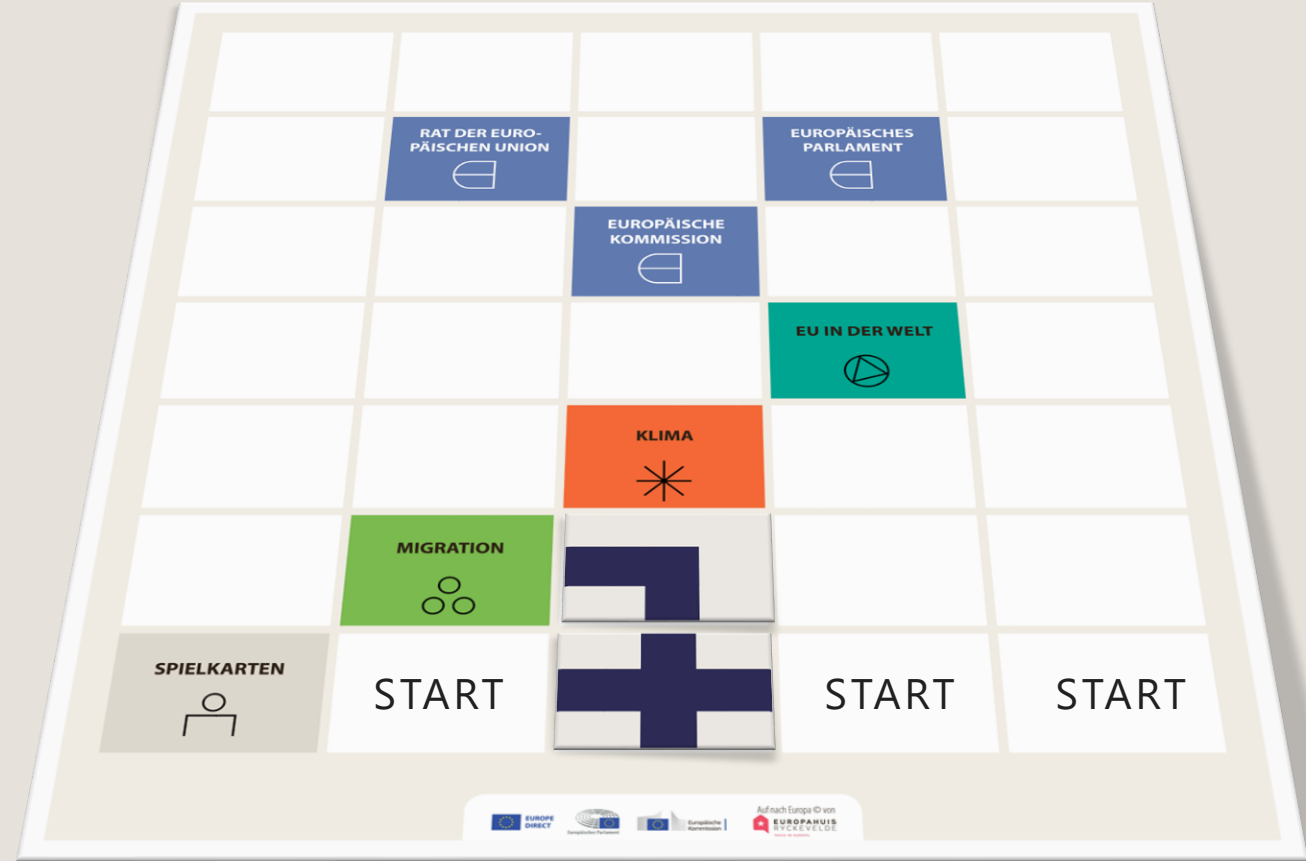 RAT DER EURO-
PÄISCHEN UNION
EUROPÄISCHES
PARLAMENT
EUROPÄISCHE
KOMMISSION
EU IN DER WELT
KLIMA
MIGRATION
SPIELKARTEN
START
START
START
EUROPE
DIRECT
Europäisches Parlament
Europäische
Kommission
Auf nach Europa © von
EUROPAHUIS
RYCKEVELDE